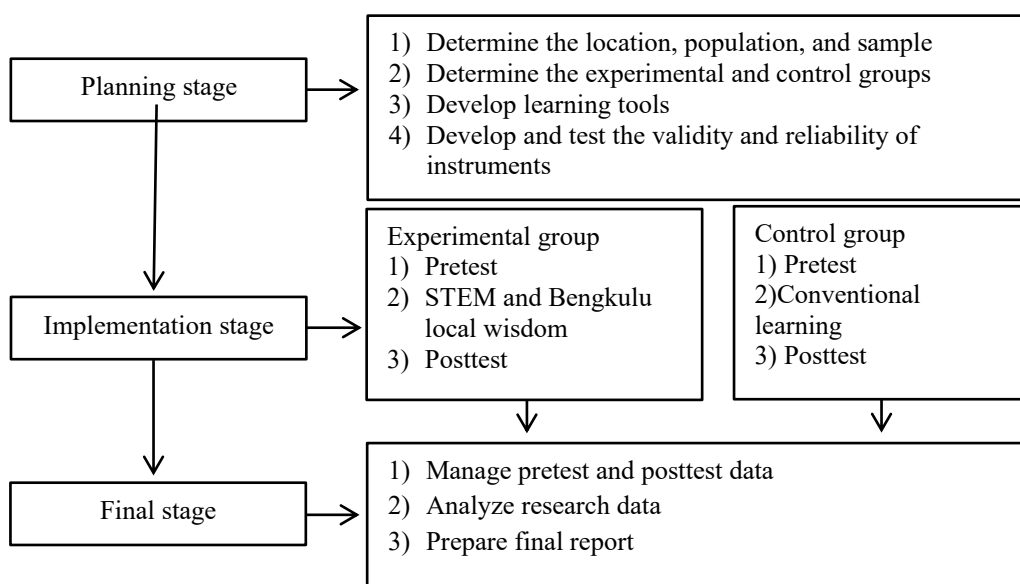 Planning stage
1) Determine the location, population, and sample
2) Determine the experimental and control groups
3) Develop learning tools
4) Develop and test the validity and reliability of
instruments
Implementation stage
Experimental group
1) Pretest
2) STEM and Bengkulu
local wisdom
3) Posttest
Control group
1) Pretest
2)Conventional
learning
3) Posttest
Final stage
1) Manage pretest and posttest data
2) Analyze research data
3) Prepare final report